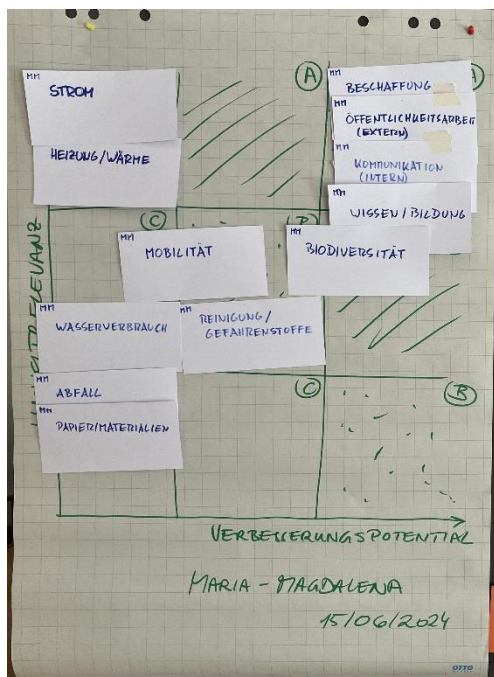 MM
STROM
HEIZUNG/WÄRME
A
MM
BESCHAFFUNG
MM
ÖFFENTLICHKEITSARBEIT
(EXTERN)
MM
KOMMUNIKATION
(INTERN)
MM
WISSEN/BILDUNG
C
MM
MOBILITÄT
MM
BIODIVERSITÄT
WASSERVERBRAUCH
MM
REINIGUNG/
GEFAHRENSTOFFE
MM
ABFALL
MM
PAPIER/MATERIALIEN
C
B
VERBESSERUNGSPOTENTIAL
MARIA-MAGDALENA
15/06/2024
OTTO